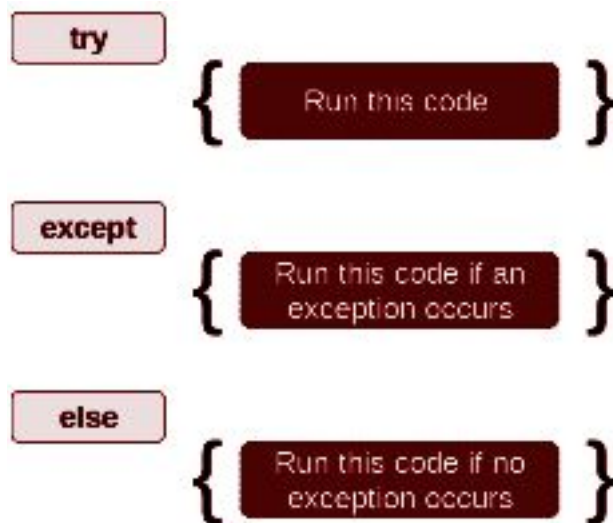 try
{ Run this code }
except
{ Run this code if an
exception occurs }
else
{ Run this code if no
exception occurs }